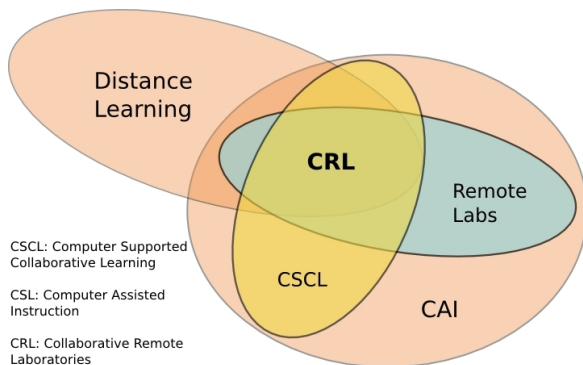 Distance
Learning
CRL
Remote
Labs
CSCL
CAI
CSCL: Computer Supported
Collaborative Learning
CSL: Computer Assisted
Instruction
CRL: Collaborative Remote
Laboratories